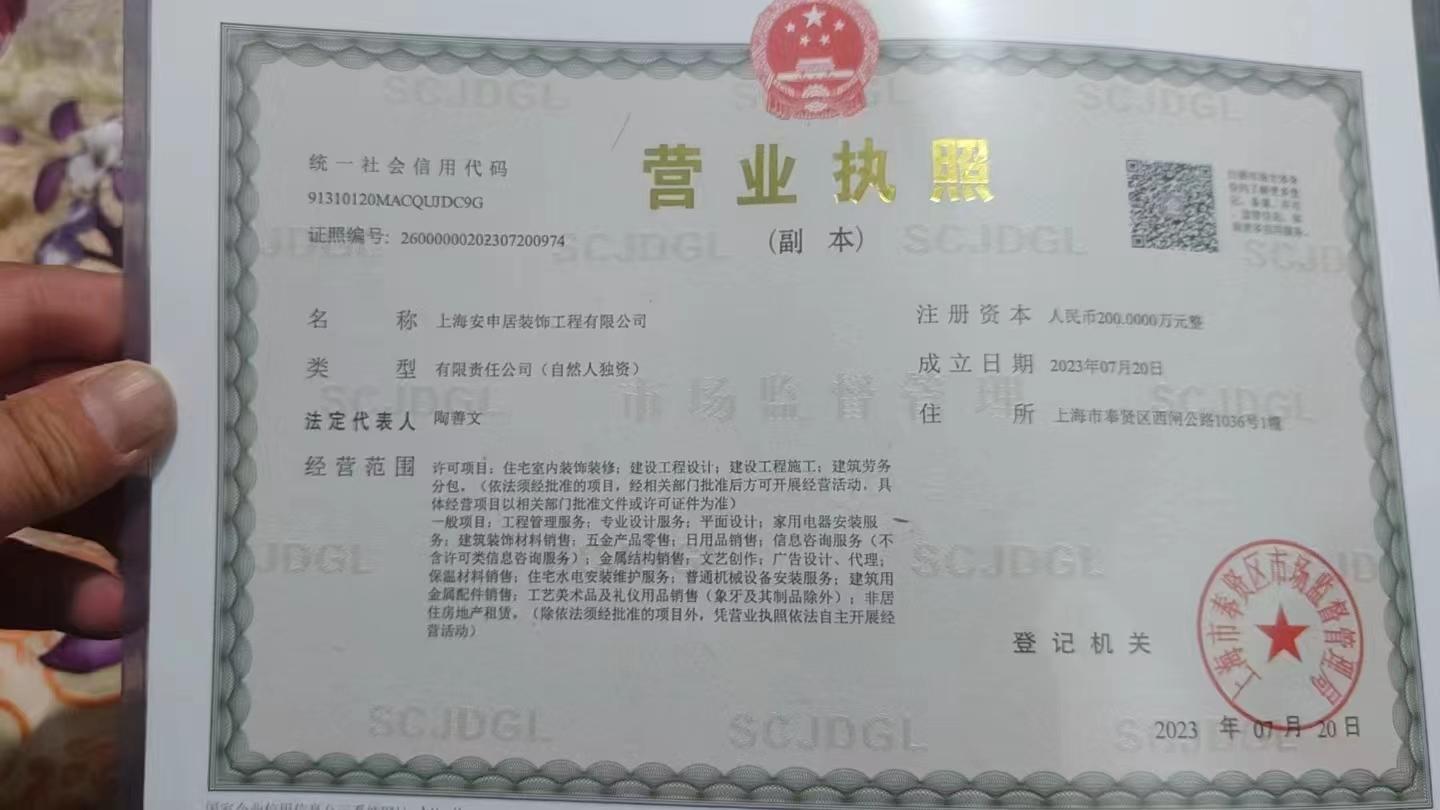 统一社会信用代码
91310120MACQUJDC9G
证照编号：26000000202307200974
营业执照
（副 本）
名 称 上海安申居装饰工程有限公司
类 型 有限责任公司（自然人独资）
法定代表人 陶善文
经营范围 许可项目：住宅室内装饰装修；建设工程设计；建设工程施工；建筑劳务
分包。（依法须经批准的项目，经相关部门批准后方可开展经营活动，具
体经营项目以相关部门批准文件或许可证件为准）
一般项目：工程管理服务；专业设计服务；平面设计；家用电器安装服
务；建筑装饰材料销售；五金产品零售；日用品销售；信息咨询服务（不
含许可类信息咨询服务）；金属结构销售；文艺创作；广告设计、代理；
保温材料销售；住宅水电安装维护服务；普通机械设备安装服务；建筑用
金属配件销售；工艺美术品及礼仪用品销售（象牙及其制品除外）；非居
住房地产租赁。（除依法须经批准的项目外，凭营业执照依法自主开展经
营活动）
注册资本 人民币200.0000万元整
成立日期 2023年07月20日
住 所 上海市奉贤区西闸公路1036号1幢
登记机关
上海市奉贤区市场监督管理局
2023 年 07 月 20 日
SCJDGL
市场监督管理